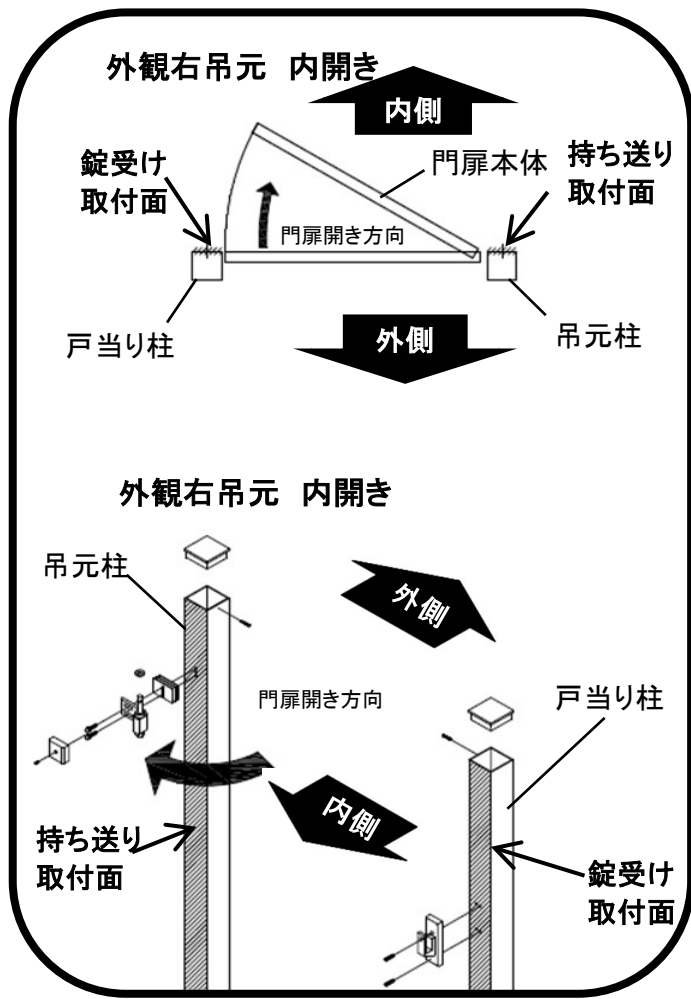 外観右吊元 内開き
内側
錠受け
取付面
門扉本体
持ち送り
取付面
門扉開き方向
戸当り柱
外側
吊元柱
外観右吊元 内開き
吊元柱
外側
門扉開き方向
戸当り柱
内側
持ち送り
取付面
錠受け
取付面